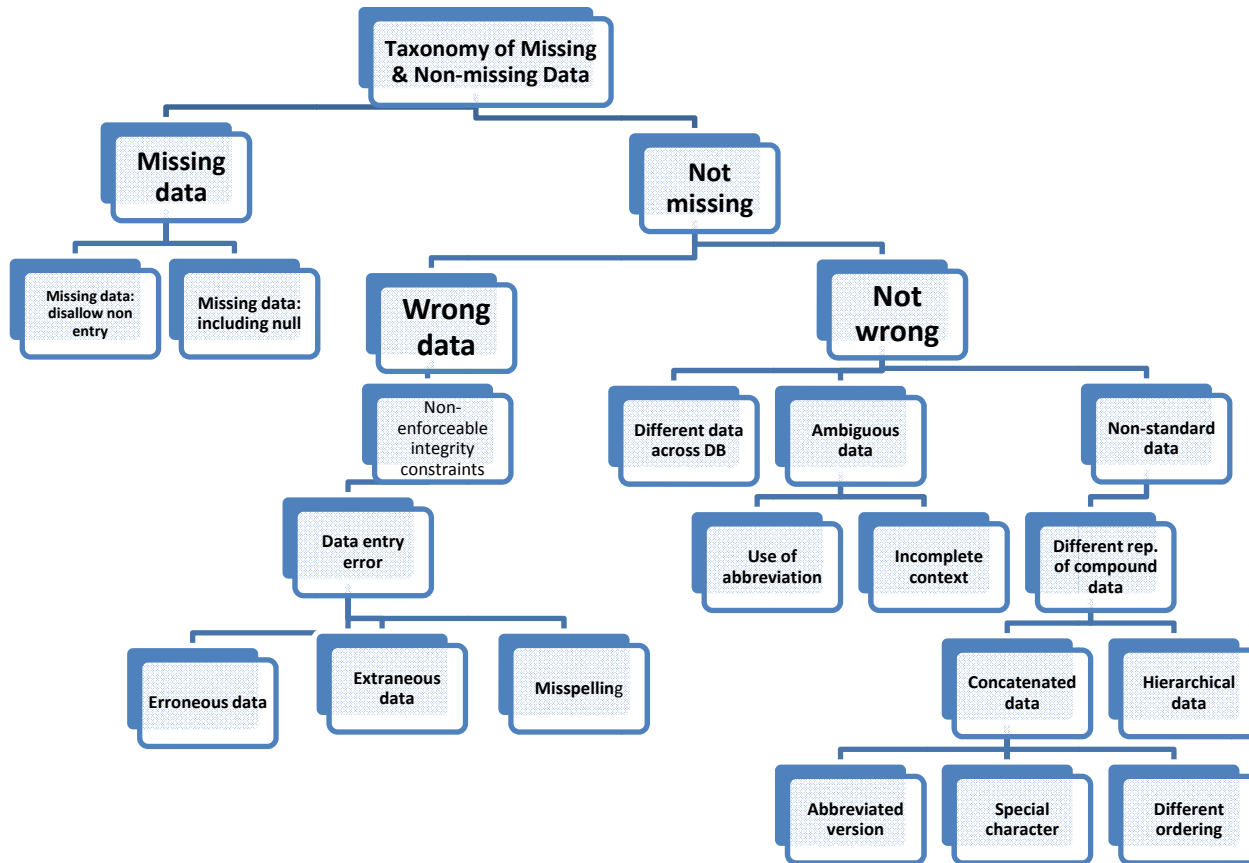 Taxonomy of Missing
& Non-missing Data
Missing
data
Not
missing
Missing data:
disallow non
entry
Missing data:
including null
Wrong
data
Not
wrong
Non-
enforceable
integrity
constraints
Different data
across DB
Ambiguous
data
Non-standard
data
Data entry
error
Use of
abbreviation
Incomplete
context
Different rep.
of compound
data
Erroneous data
Extraneous
data
Misspelling
Concatenated
data
Hierarchical
data
Abbreviated
version
Special
character
Different
ordering